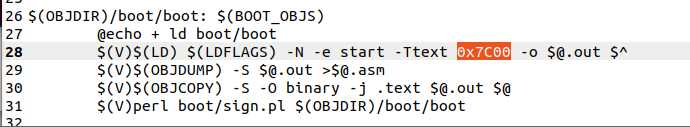 26 $(OBJDIR)/boot/boot: $(BOOT_OBJS)
27 @echo + ld boot/boot
28 $(V)$(LD) $(LDFLAGS) -N -e start -Ttext 0x7C00 -o $@.out $^
29 $(V)$(OBJDUMP) -S $@.out >$@.asm
30 $(V)$(OBJCOPY) -S -O binary -j .text $@.out $@
31 $(V)perl boot/sign.pl $(OBJDIR)/boot/boot
32